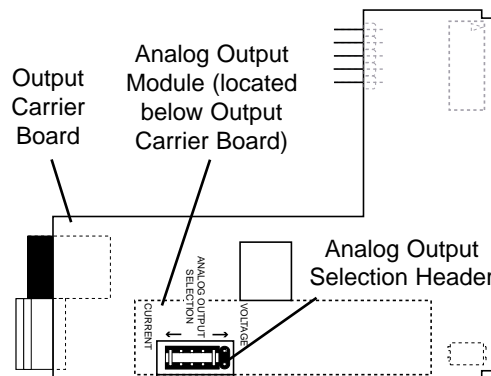 Output
Carrier
Board
Analog Output
Module (located
below Output
Carrier Board)
Analog Output
Selection Header
CURRENT
ANALOG OUTPUT
SELECTION
VOLTAGE